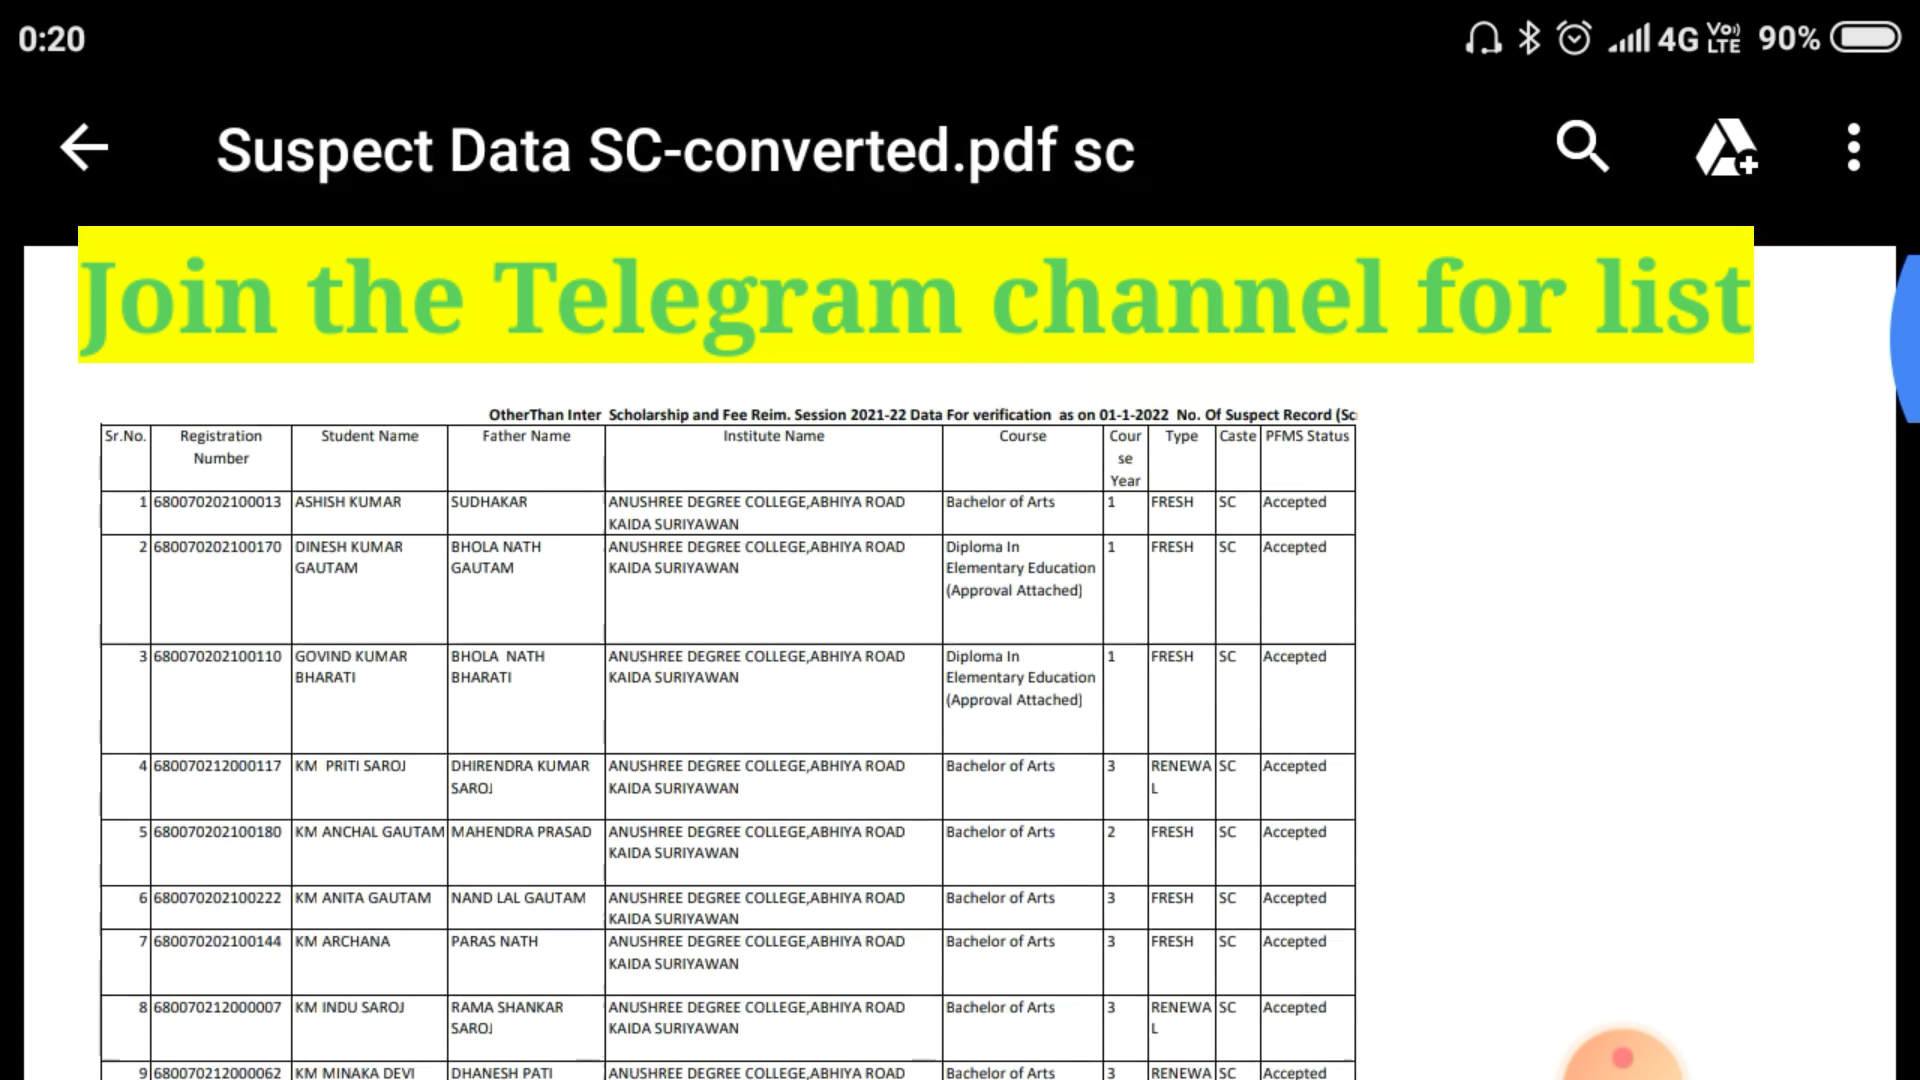 0:20
4G Vo) LTE 90%
Suspect Data SC-converted.pdf sc
Join the Telegram channel for list
OtherThan Inter Scholarship and Fee Reim. Session 2021-22 Data For verification as on 01-1-2022 No. Of Suspect Record (Sc
Sr.No. Registration Number Student Name Father Name Institute Name Course Cour se Year Type Caste PFMS Status
1 680070202100013 ASHISH KUMAR SUDHAKAR ANUSHREE DEGREE COLLEGE,ABHIYA ROAD KAIDA SURIYAWAN Bachelor of Arts 1 FRESH SC Accepted
2 680070202100170 DINESH KUMAR GAUTAM BHOLA NATH GAUTAM ANUSHREE DEGREE COLLEGE,ABHIYA ROAD KAIDA SURIYAWAN Diploma In Elementary Education (Approval Attached) 1 FRESH SC Accepted
3 680070202100110 GOVIND KUMAR BHARATI BHOLA NATH BHARATI ANUSHREE DEGREE COLLEGE,ABHIYA ROAD KAIDA SURIYAWAN Diploma In Elementary Education (Approval Attached) 1 FRESH SC Accepted
4 680070212000117 KM PRITI SAROJ DHIRENDRA KUMAR SAROJ ANUSHREE DEGREE COLLEGE,ABHIYA ROAD KAIDA SURIYAWAN Bachelor of Arts 3 RENEWA L SC Accepted
5 680070202100180 KM ANCHAL GAUTAM MAHENDRA PRASAD ANUSHREE DEGREE COLLEGE,ABHIYA ROAD KAIDA SURIYAWAN Bachelor of Arts 2 FRESH SC Accepted
6 680070202100222 KM ANITA GAUTAM NAND LAL GAUTAM ANUSHREE DEGREE COLLEGE,ABHIYA ROAD KAIDA SURIYAWAN Bachelor of Arts 3 FRESH SC Accepted
7 680070202100144 KM ARCHANA PARAS NATH ANUSHREE DEGREE COLLEGE,ABHIYA ROAD KAIDA SURIYAWAN Bachelor of Arts 3 FRESH SC Accepted
8 680070212000007 KM INDU SAROJ RAMA SHANKAR SAROJ ANUSHREE DEGREE COLLEGE,ABHIYA ROAD KAIDA SURIYAWAN Bachelor of Arts 3 RENEWA L SC Accepted
9 680070212000062 KM MINAKA DEVI DHANESH PATI ANUSHREE DEGREE COLLEGE,ABHIYA ROAD Bachelor of Arts 3 RENEWA SC Accepted